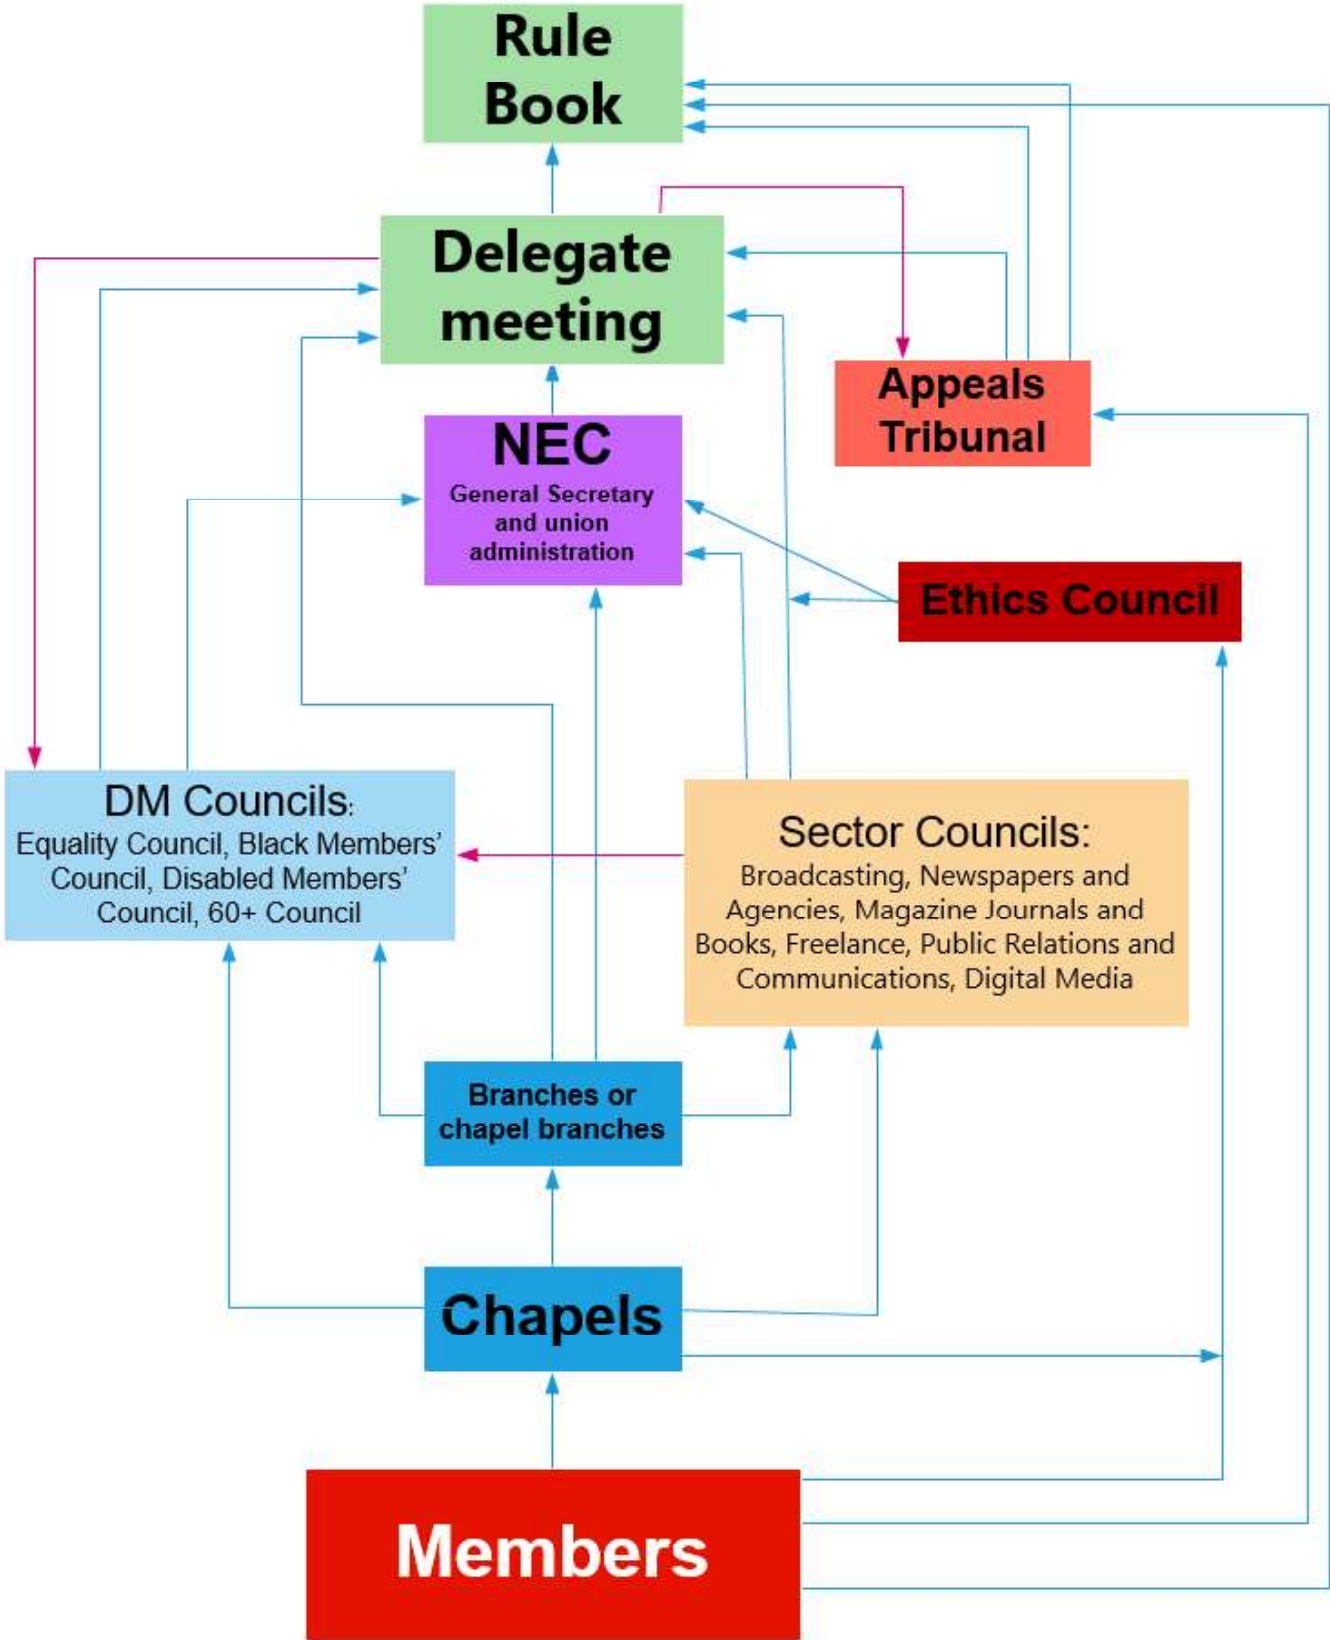 Rule
Book
Delegate
meeting
Appeals
Tribunal
NEC
General Secretary
and union
administration
Ethics Council
DM Councils:
Equality Council, Black Members’
Council, Disabled Members’
Council, 60+ Council
Sector Councils:
Broadcasting, Newspapers and
Agencies, Magazine Journals and
Books, Freelance, Public Relations and
Communications, Digital Media
Branches or
chapel branches
Chapels
Members